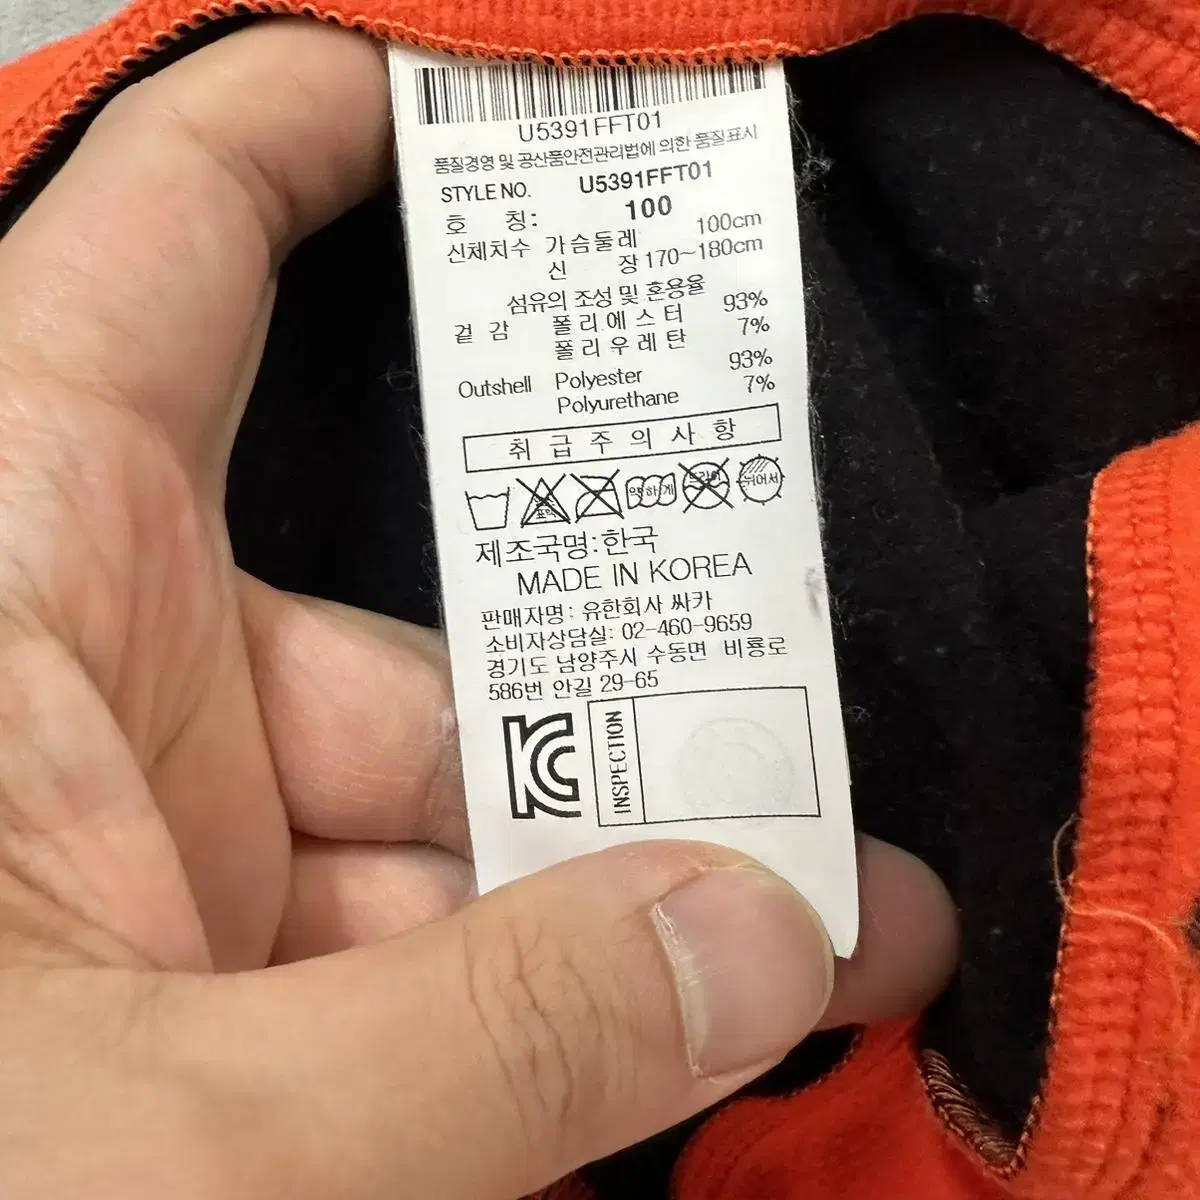 U5391FFT01
품질경영 및 공산품안전관리법에 의한 품질표시
STYLE NO. U5391FFT01
호 칭: 100
신체치수 가슴둘레 100cm
신 장 170~180cm
섬유의 조성 및 혼용율
겉 감 폴리에스터 93%
폴리우레탄 7%
Outshell Polyester 93%
Polyurethane 7%
취급주의사항
표백 약하게 드라이 뉘어서
제조국명:한국
MADE IN KOREA
판매자명: 유한회사 싸카
소비자상담실: 02-460-9659
경기도 남양주시 수동면 비룡로
586번 안길 29-65
KC INSPECTION